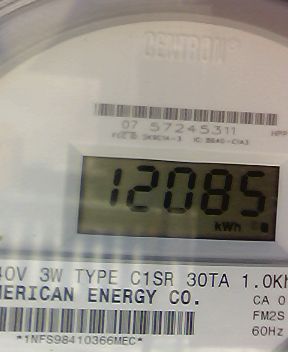 CENTRON®
07 57245311
12085
kWh
40V 3W TYPE C1SR 30TA 1.0Kh
MERICAN ENERGY CO.
CA 0
FM2S
60Hz
*1NFS98410366MEC*